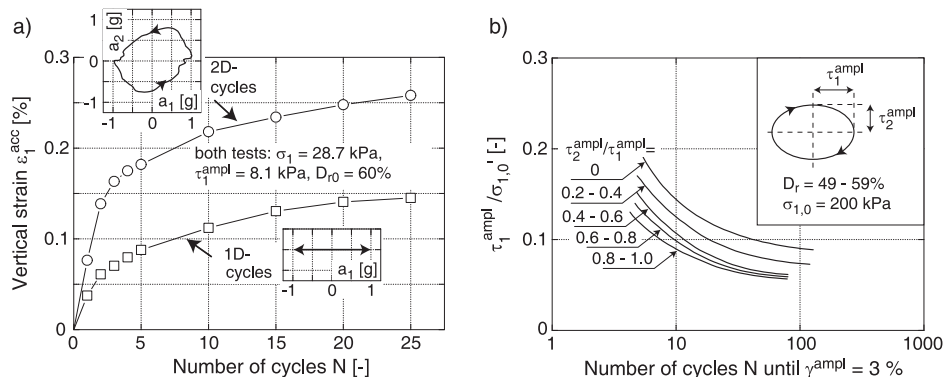 a)
a₂ [g]
1
0
-1
-1 0 1
a₁ [g]
Vertical strain ε₁ᵃᶜᶜ [%]
0.3
0.2
0.1
0
2D-
cycles
both tests: σ₁ = 28.7 kPa,
τ₁ᵃᵐᵖˡ = 8.1 kPa, Dᵣ₀ = 60%
1D-
cycles
a₁ [g]
-1 0 1
0 5 10 15 20 25
Number of cycles N [-]
b)
τ₁ᵃᵐᵖˡ/σ₁,₀' [-]
0.3
0.2
0.1
0
τ₁ᵃᵐᵖˡ
τ₂ᵃᵐᵖˡ
Dᵣ = 49 - 59%
σ₁,₀ = 200 kPa
τ₂ᵃᵐᵖˡ/τ₁ᵃᵐᵖˡ=
0
0.2 - 0.4
0.4 - 0.6
0.6 - 0.8
0.8 - 1.0
1 10 100 1000
Number of cycles N until γᵃᵐᵖˡ = 3 %